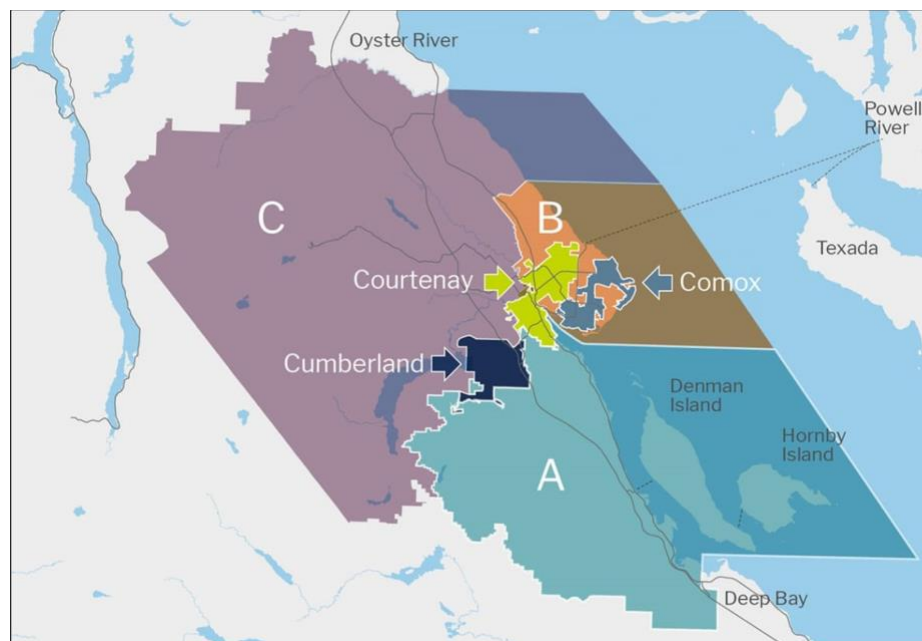 Oyster River
Powell
River
C
B
Texada
Courtenay
Comox
Cumberland
Denman
Island
Hornby
Island
A
Deep Bay